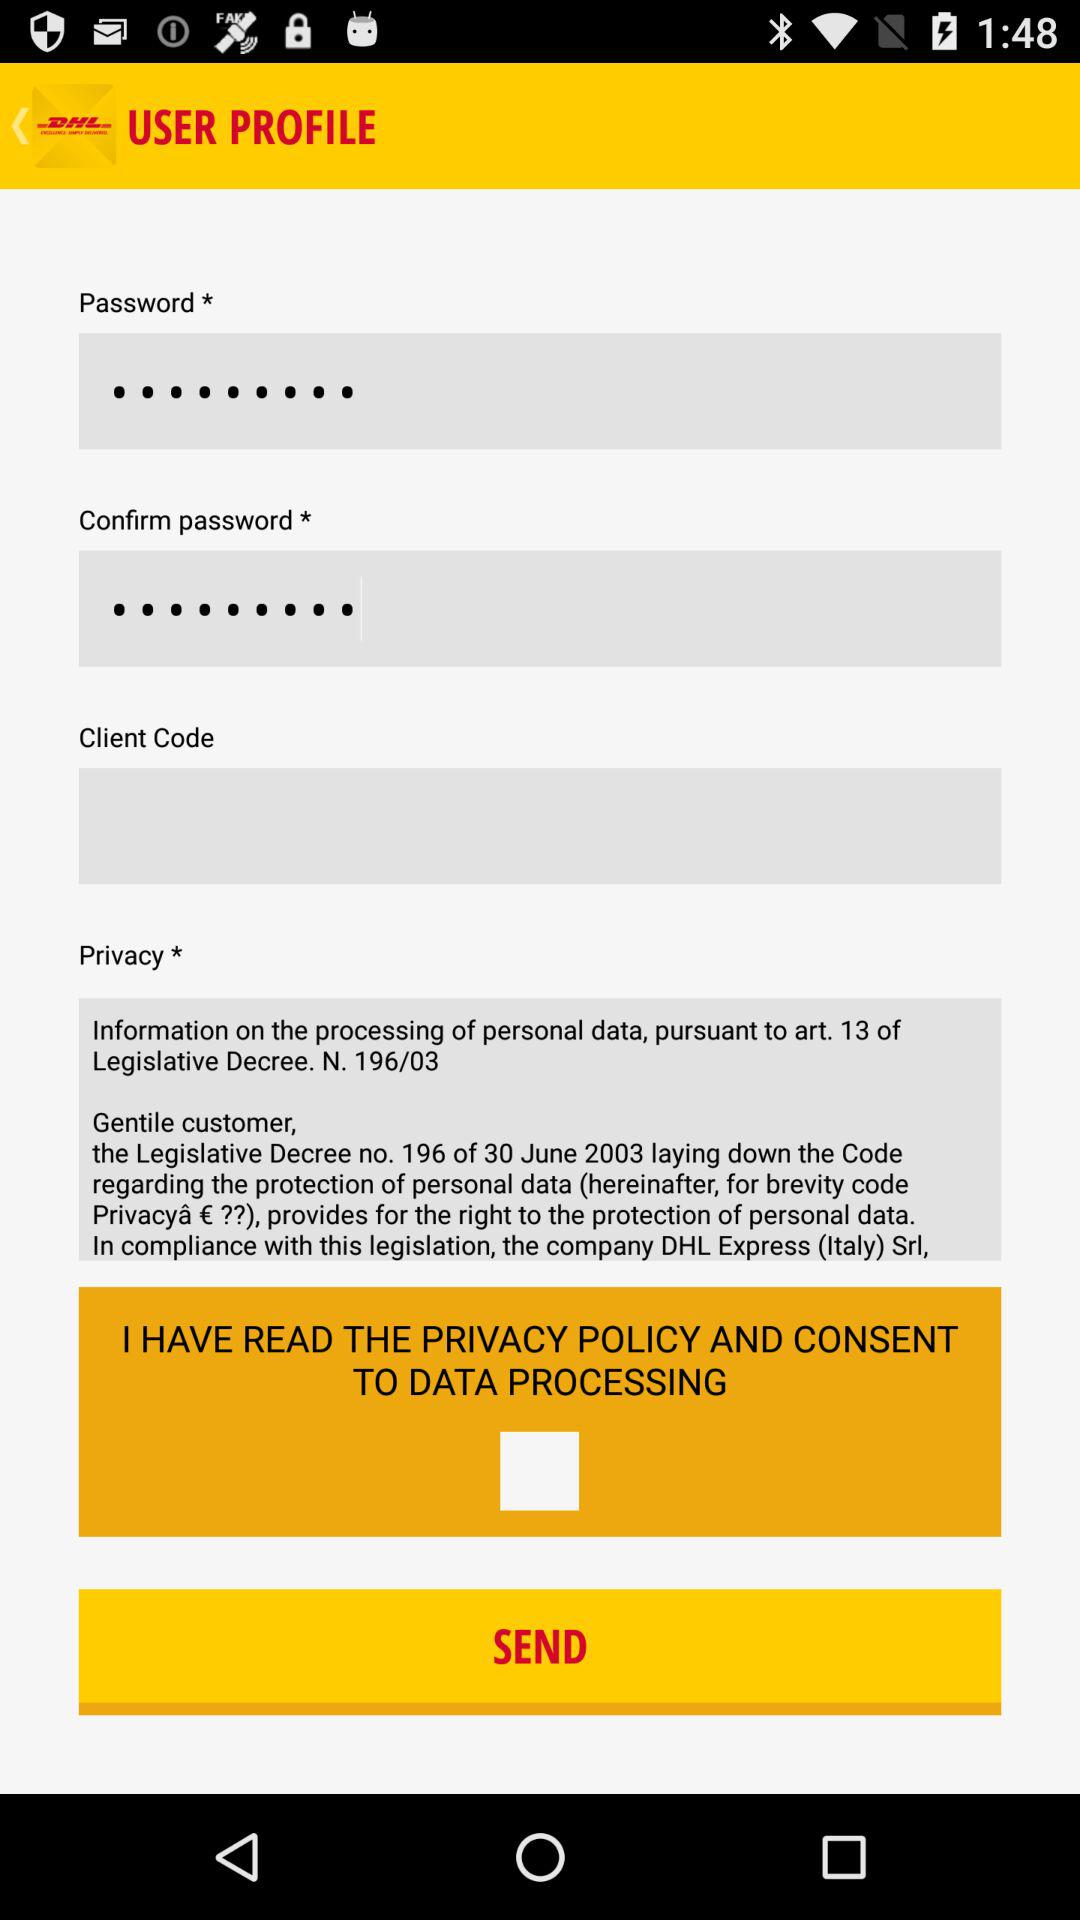 FAKE
1:48
DHL
EXCELLENCE. SIMPLY DELIVERED.
USER PROFILE
Password *
•••••••••
Confirm password *
•••••••••
Client Code
Privacy *
Information on the processing of personal data, pursuant to art. 13 of
Legislative Decree. N. 196/03
Gentile customer,
the Legislative Decree no. 196 of 30 June 2003 laying down the Code
regarding the protection of personal data (hereinafter, for brevity code
Privacyâ € ??), provides for the right to the protection of personal data.
In compliance with this legislation, the company DHL Express (Italy) Srl,
I HAVE READ THE PRIVACY POLICY AND CONSENT
TO DATA PROCESSING
SEND